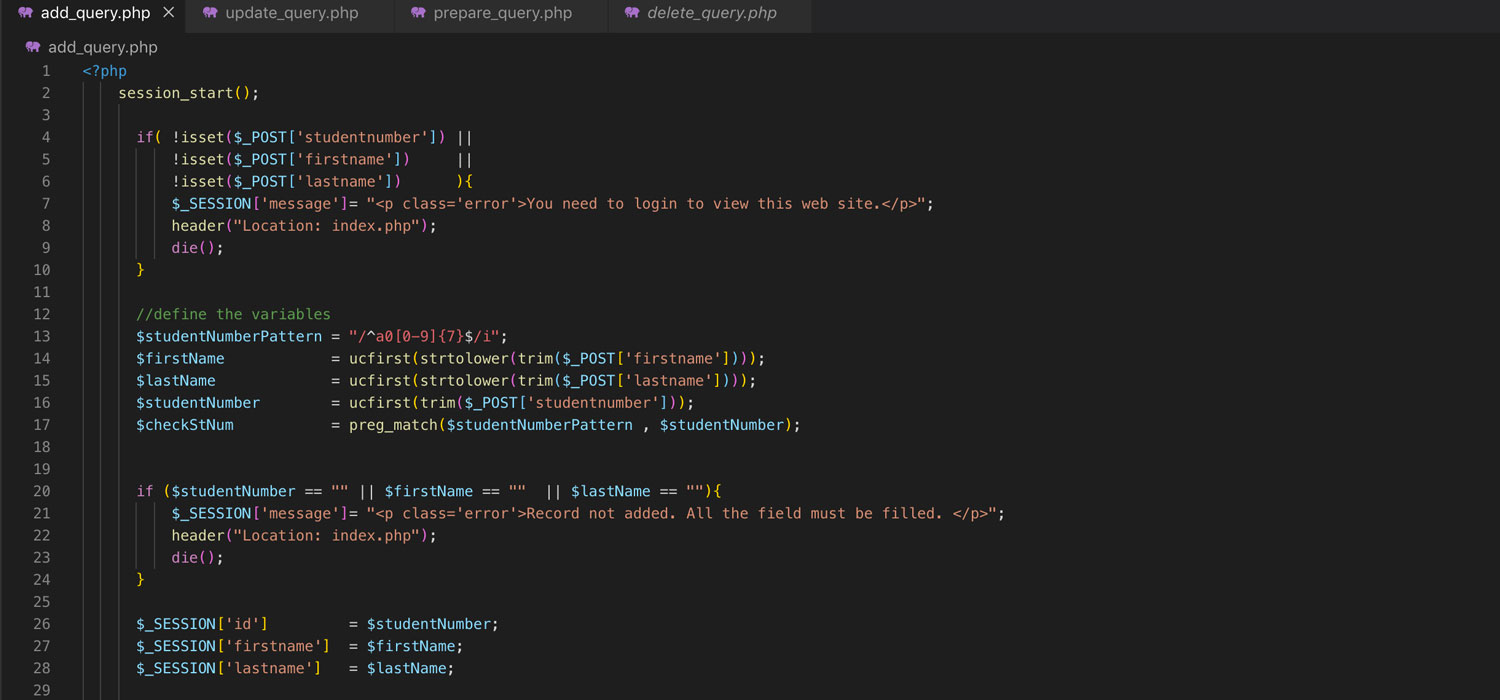 add_query.php × update_query.php prepare_query.php delete_query.php
add_query.php
1 <?php
2 session_start();
3
4 if( !isset($_POST['studentnumber']) ||
5 !isset($_POST['firstname']) ||
6 !isset($_POST['lastname']) ){
7 $_SESSION['message']= "<p class='error'>You need to login to view this web site.</p>";
8 header("Location: index.php");
9 die();
10 }
11
12 //define the variables
13 $studentNumberPattern = "/^a0[0-9]{7}$/i";
14 $firstName = ucfirst(strtolower(trim($_POST['firstname'])));
15 $lastName = ucfirst(strtolower(trim($_POST['lastname'])));
16 $studentNumber = ucfirst(trim($_POST['studentnumber']));
17 $checkStNum = preg_match($studentNumberPattern , $studentNumber);
18
19
20 if ($studentNumber == "" || $firstName == "" || $lastName == ""){
21 $_SESSION['message']= "<p class='error'>Record not added. All the field must be filled. </p>";
22 header("Location: index.php");
23 die();
24 }
25
26 $_SESSION['id'] = $studentNumber;
27 $_SESSION['firstname'] = $firstName;
28 $_SESSION['lastname'] = $lastName;
29